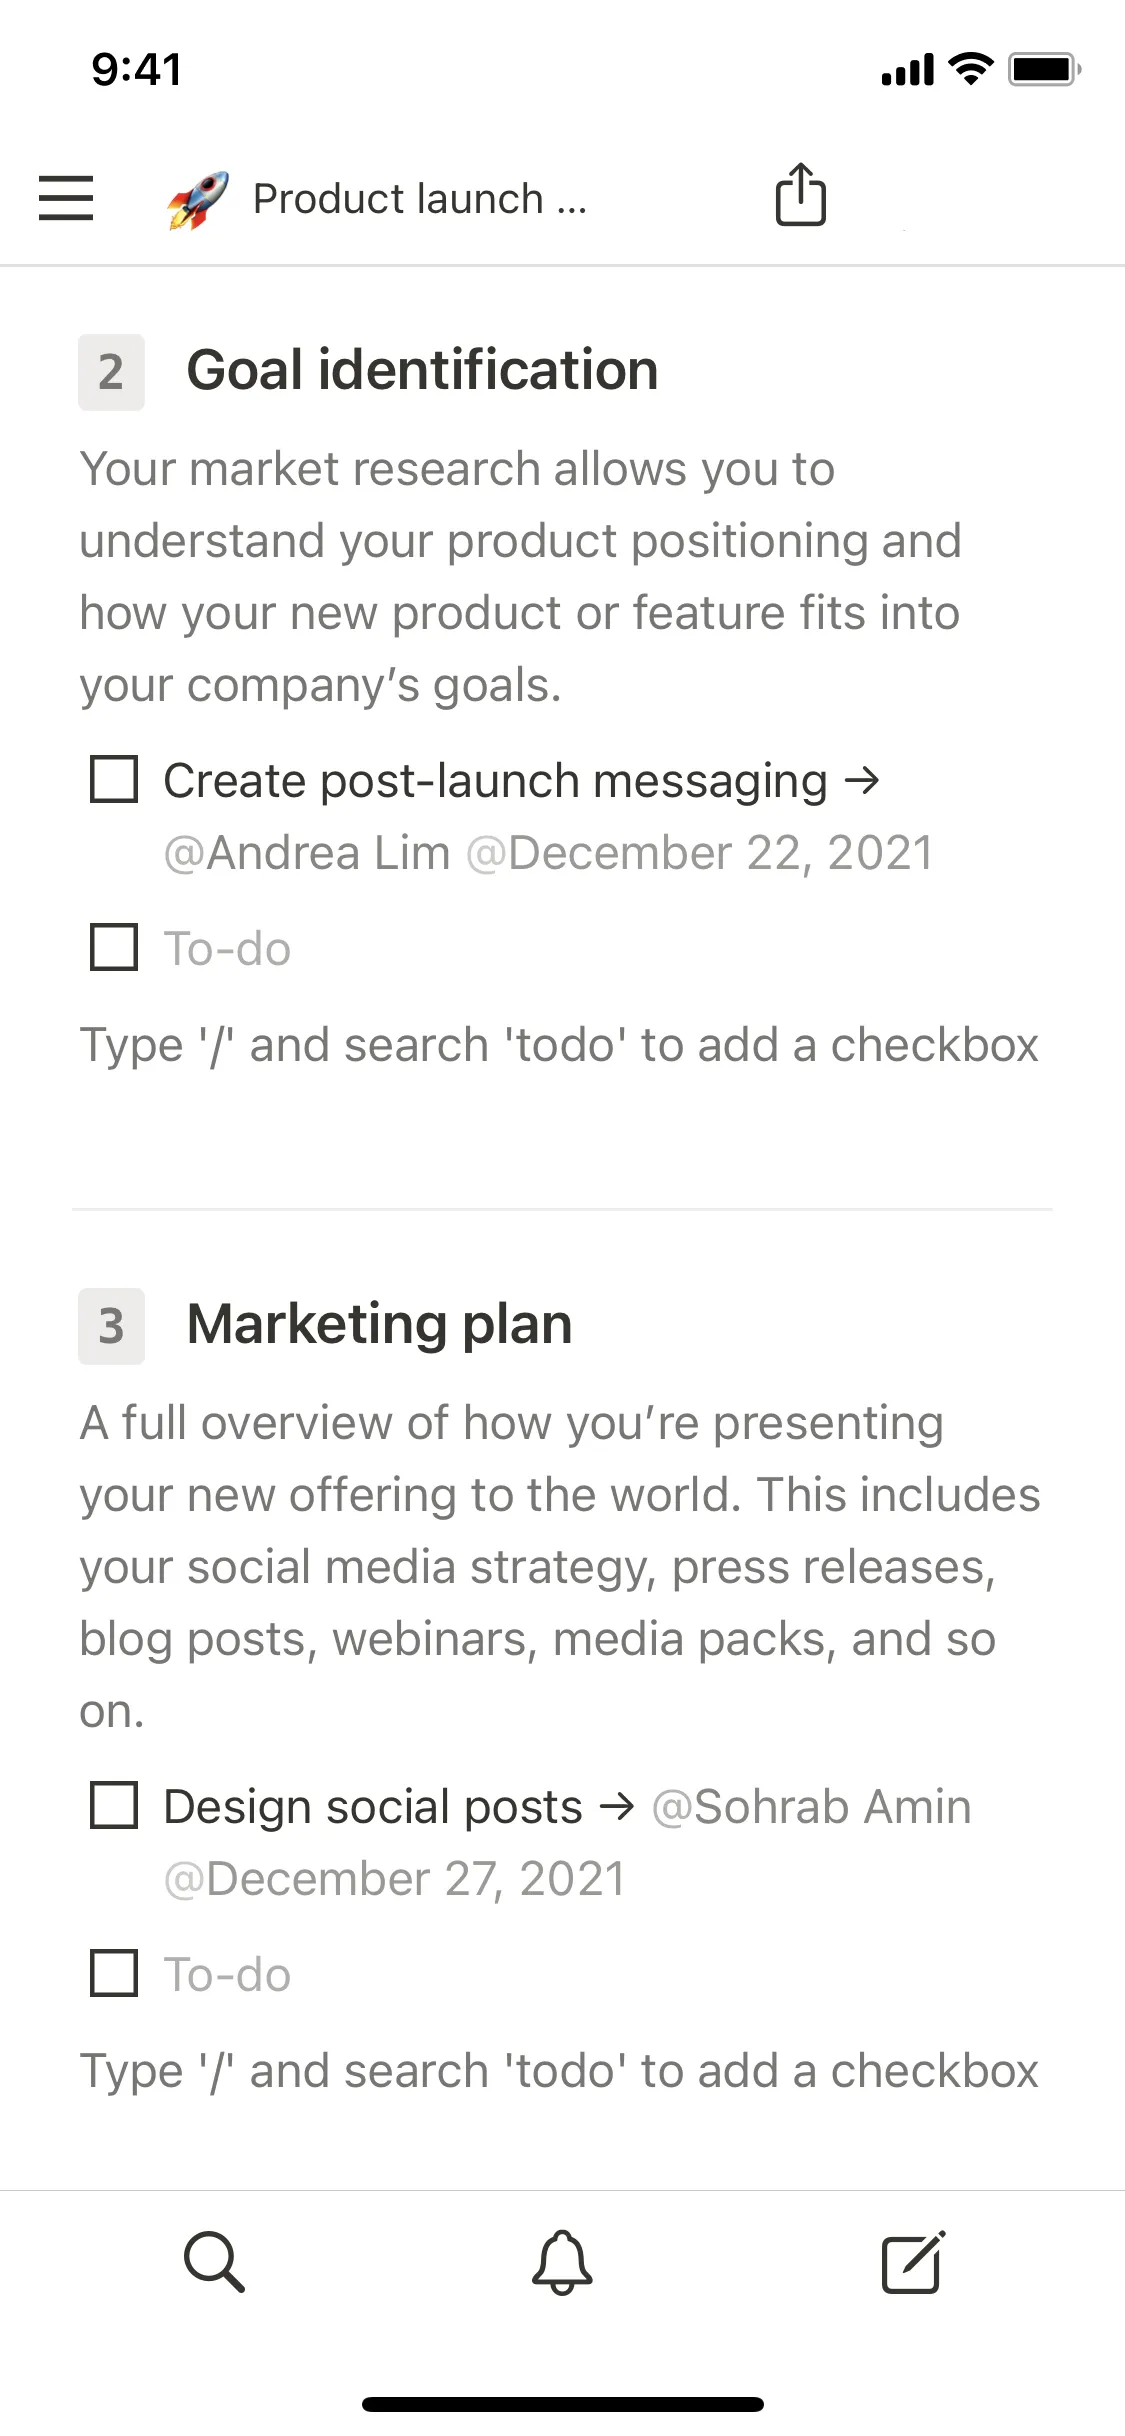 9:41
Product launch ...
2 Goal identification
Your market research allows you to
understand your product positioning and
how your new product or feature fits into
your company’s goals.
Create post-launch messaging →
@Andrea Lim @December 22, 2021
To-do
Type '/' and search 'todo' to add a checkbox
3 Marketing plan
A full overview of how you’re presenting
your new offering to the world. This includes
your social media strategy, press releases,
blog posts, webinars, media packs, and so
on.
Design social posts → @Sohrab Amin
@December 27, 2021
To-do
Type '/' and search 'todo' to add a checkbox